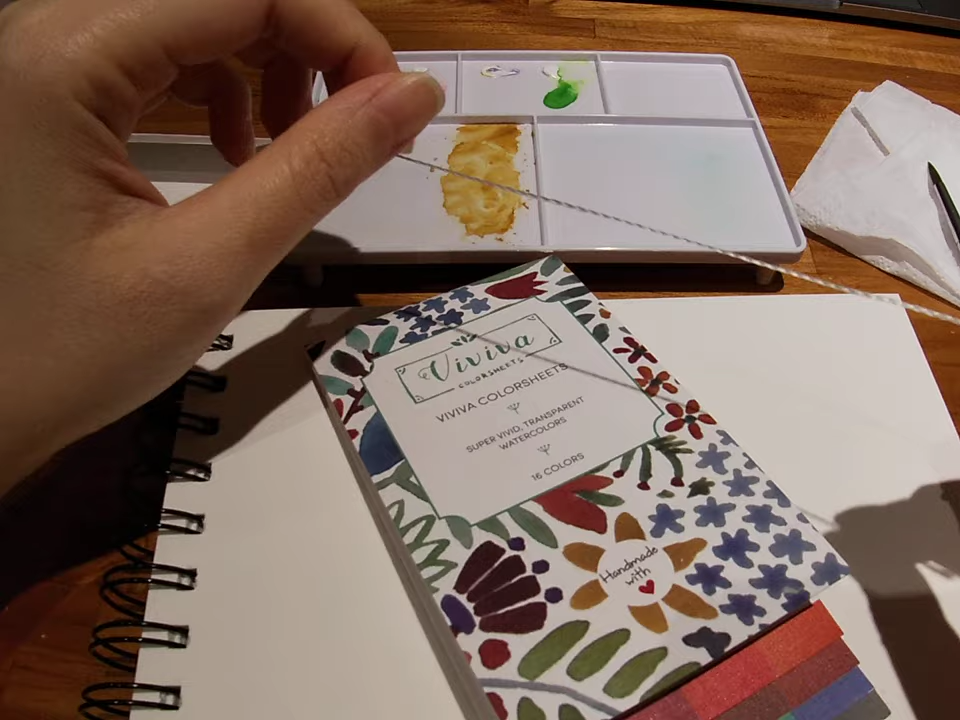 Viviva
COLORSHEETS
VIVIVA COLORSHEETS
SUPER VIVID, TRANSPARENT
WATERCOLORS
16 COLORS
Handmade
with